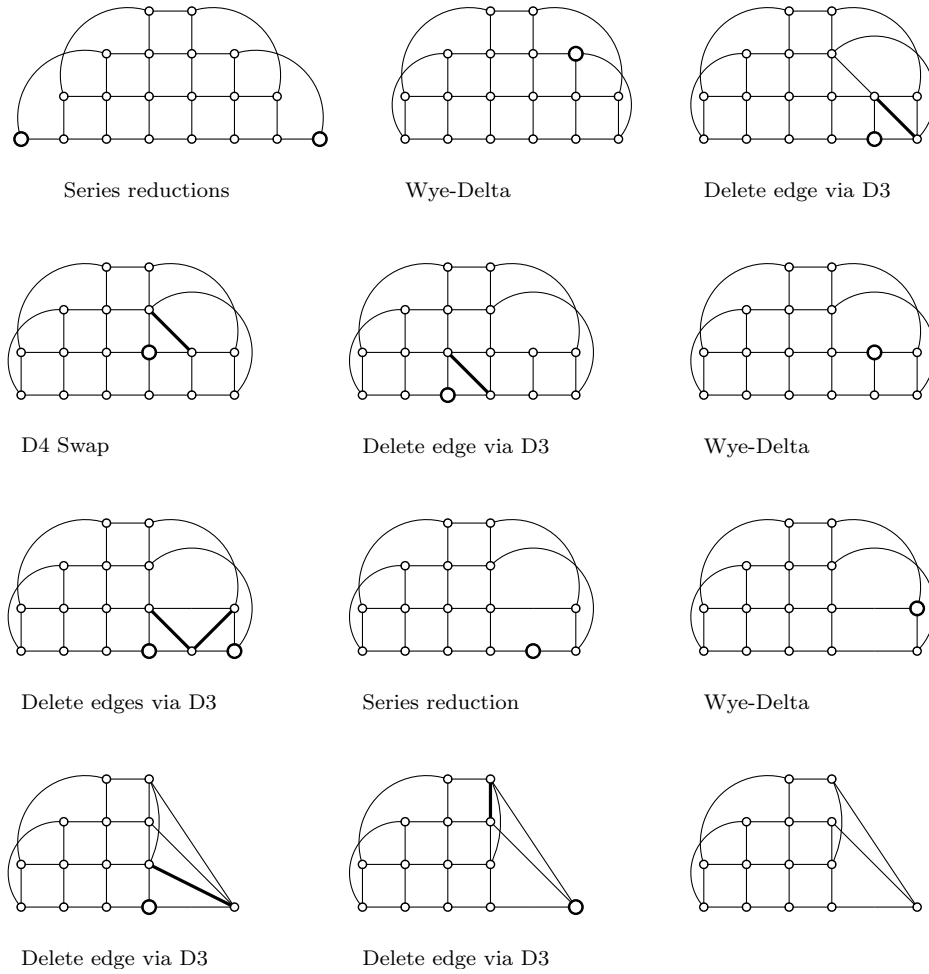 Series reductions
Wye-Delta
Delete edge via D3
D4 Swap
Delete edge via D3
Wye-Delta
Delete edges via D3
Series reduction
Wye-Delta
Delete edge via D3
Delete edge via D3